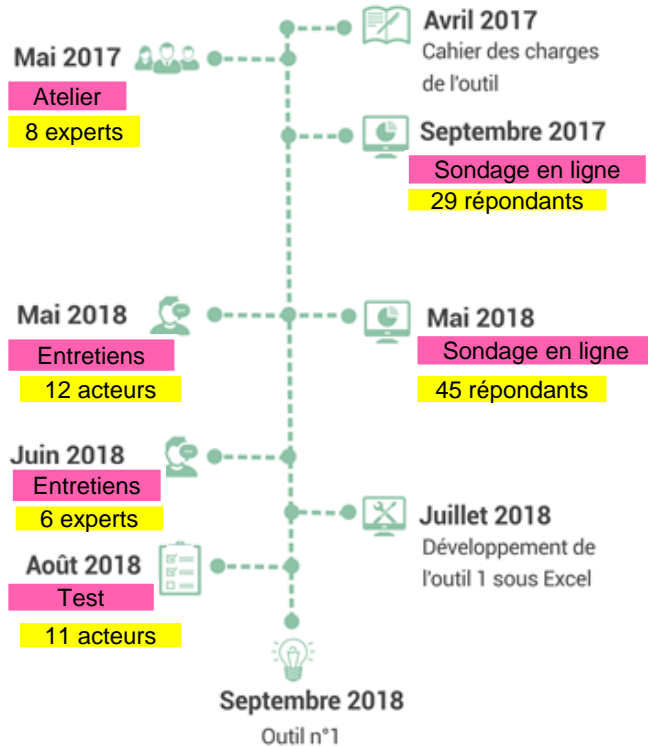 Avril 2017
Cahier des charges
de l'outil
Mai 2017
Atelier
8 experts
Septembre 2017
Sondage en ligne
29 répondants
Mai 2018
Entretiens
12 acteurs
Mai 2018
Sondage en ligne
45 répondants
Juin 2018
Entretiens
6 experts
Juillet 2018
Développement de
l'outil 1 sous Excel
Août 2018
Test
11 acteurs
Septembre 2018
Outil n°1